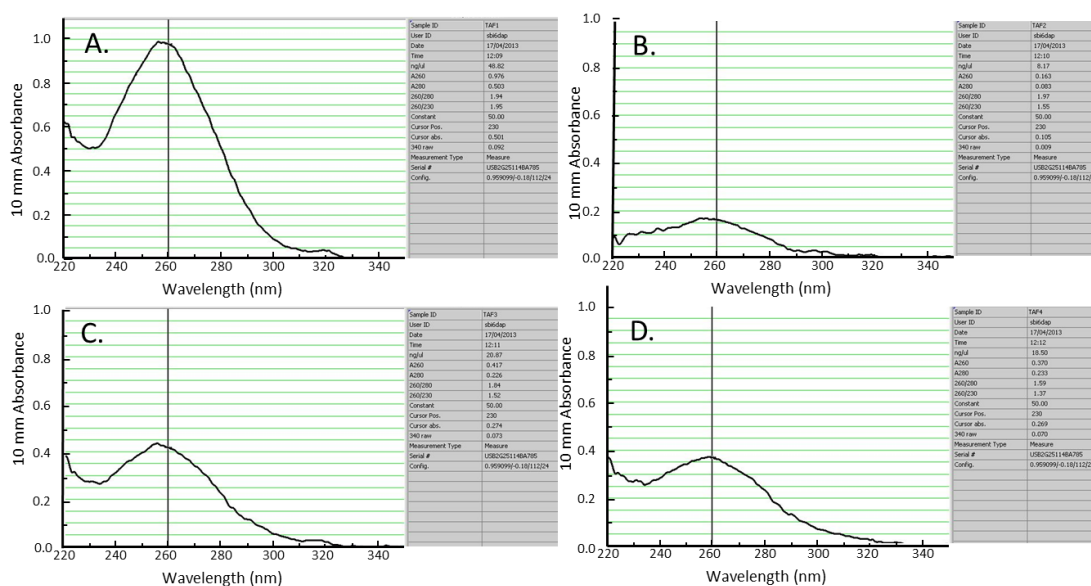 A.
10 mm Absorbance
1.0
0.8
0.6
0.4
0.2
0.0
220 240 260 280 300 320 340
Wavelength (nm)
Sample ID TAF1
User ID sbi6dap
Date 17/04/2013
Time 12:09
ng/ul 48.82
A260 0.976
A280 0.503
260/280 1.94
260/230 1.95
Constant 50.00
Cursor Pos. 230
Cursor abs. 0.501
340 raw 0.092
Measurement Type Measure
Serial # USB2G25114BA785
Config. 0.959099/-0.18/112/24
B.
10 mm Absorbance
1.0
0.8
0.6
0.4
0.2
0.0
220 240 260 280 300 320 340
Wavelength (nm)
Sample ID TAF2
User ID sbi6dap
Date 17/04/2013
Time 12:10
ng/ul 8.17
A260 0.163
A280 0.083
260/280 1.97
260/230 1.55
Constant 50.00
Cursor Pos. 230
Cursor abs. 0.105
340 raw 0.009
Measurement Type Measure
Serial # USB2G25114BA785
Config. 0.959099/-0.18/112/2
C.
10 mm Absorbance
1.0
0.8
0.6
0.4
0.2
0.0
220 240 260 280 300 320 340
Wavelength (nm)
Sample ID TAF3
User ID sbi6dap
Date 17/04/2013
Time 12:11
ng/ul 20.87
A260 0.417
A280 0.226
260/280 1.84
260/230 1.52
Constant 50.00
Cursor Pos. 230
Cursor abs. 0.274
340 raw 0.073
Measurement Type Measure
Serial # USB2G25114BA785
Config. 0.959099/-0.18/112/24
D.
10 mm Absorbance
1.0
0.8
0.6
0.4
0.2
0.0
220 240 260 280 300 320 340
Wavelength (nm)
Sample ID TAF4
User ID sbi6dap
Date 17/04/2013
Time 12:12
ng/ul 18.50
A260 0.370
A280 0.233
260/280 1.59
260/230 1.37
Constant 50.00
Cursor Pos. 230
Cursor abs. 0.269
340 raw 0.070
Measurement Type Measure
Serial # USB2G25114BA785
Config. 0.959099/-0.18/112/2